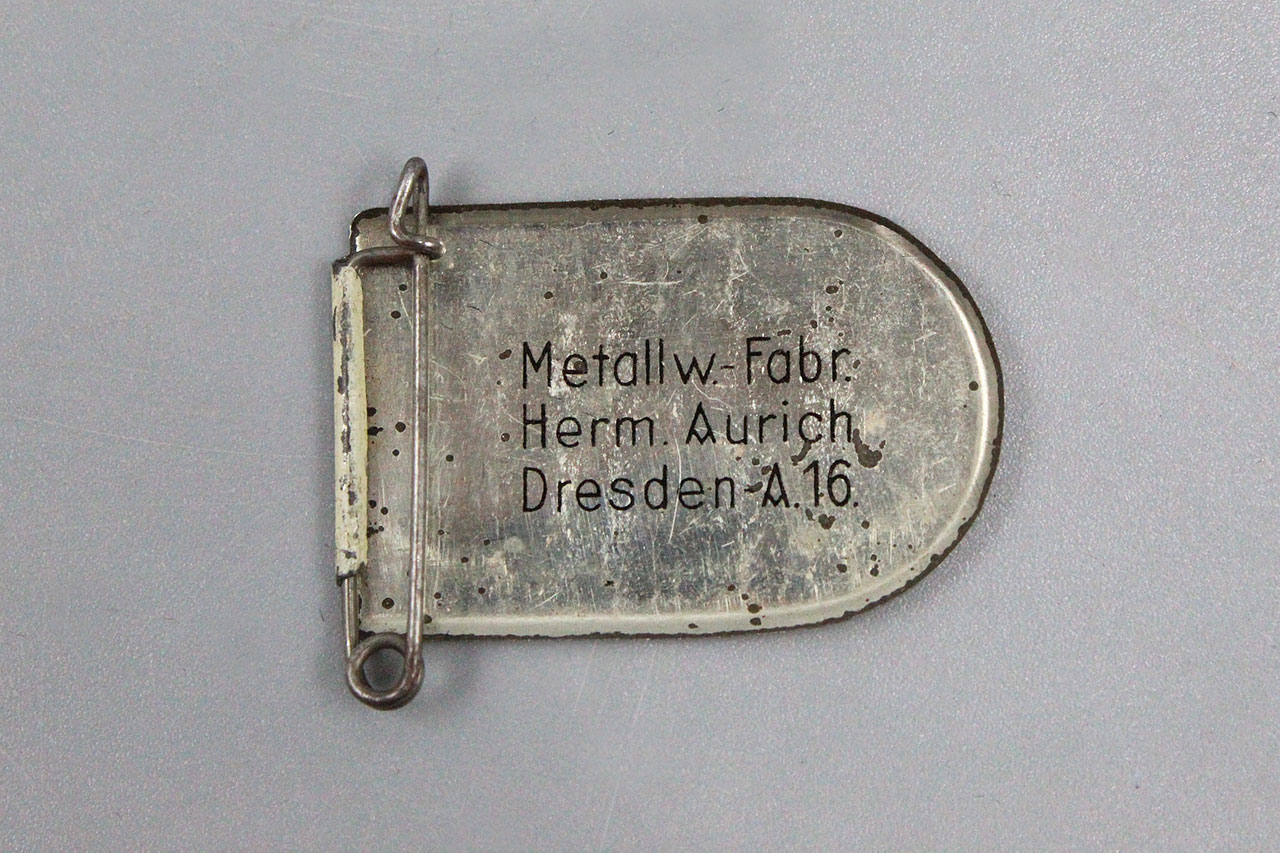 Metallw.-Fabr.
Herm. Aurich
Dresden-A.16.